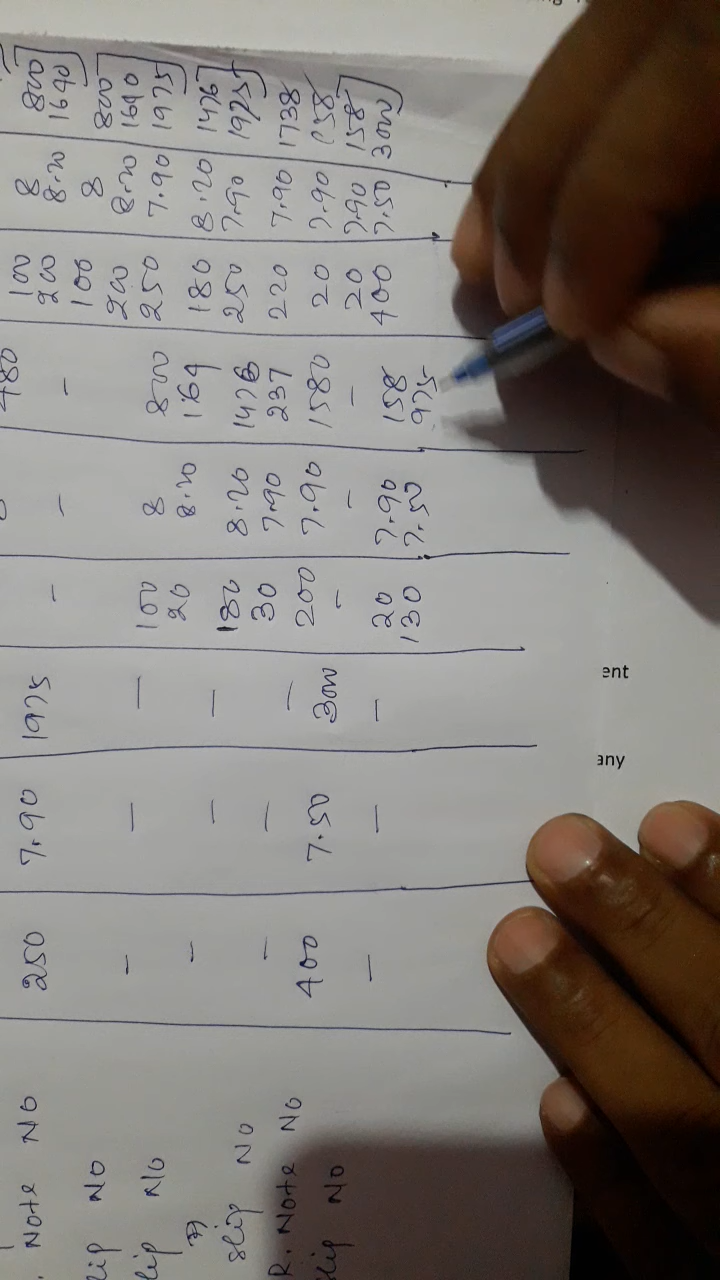 480
Note No 250 7.90 1975 — — — 100 8 800
200 8.20 1640
No 100 8 800
200 8.20 1640
No — — — 100 8 800 250 7.90 1975
20 8.20 164 180 8.20 1476
— — — 180 8.20 1476 250 7.90 1975
Slip No 30 7.90 237 220 7.90 1738
— — — 200 7.90 1580
R. Note No 400 7.50 3000 — — — 20 7.90 158
20 7.90 158
No — — — 20 7.90 158 400 7.50 3000
130 7.50 975
ent
any